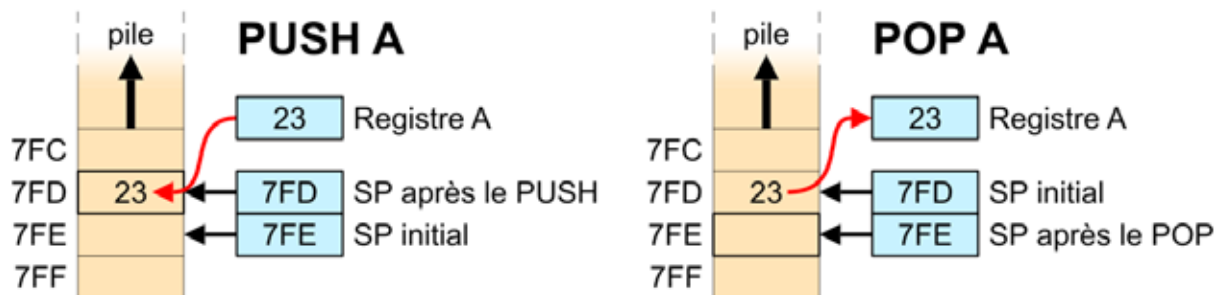 pile
PUSH A
23
Registre A
7FC
7FD
23
7FD
SP après le PUSH
7FE
7FE
SP initial
7FF
pile
POP A
23
Registre A
7FC
7FD
23
7FD
SP initial
7FE
7FE
SP après le POP
7FF